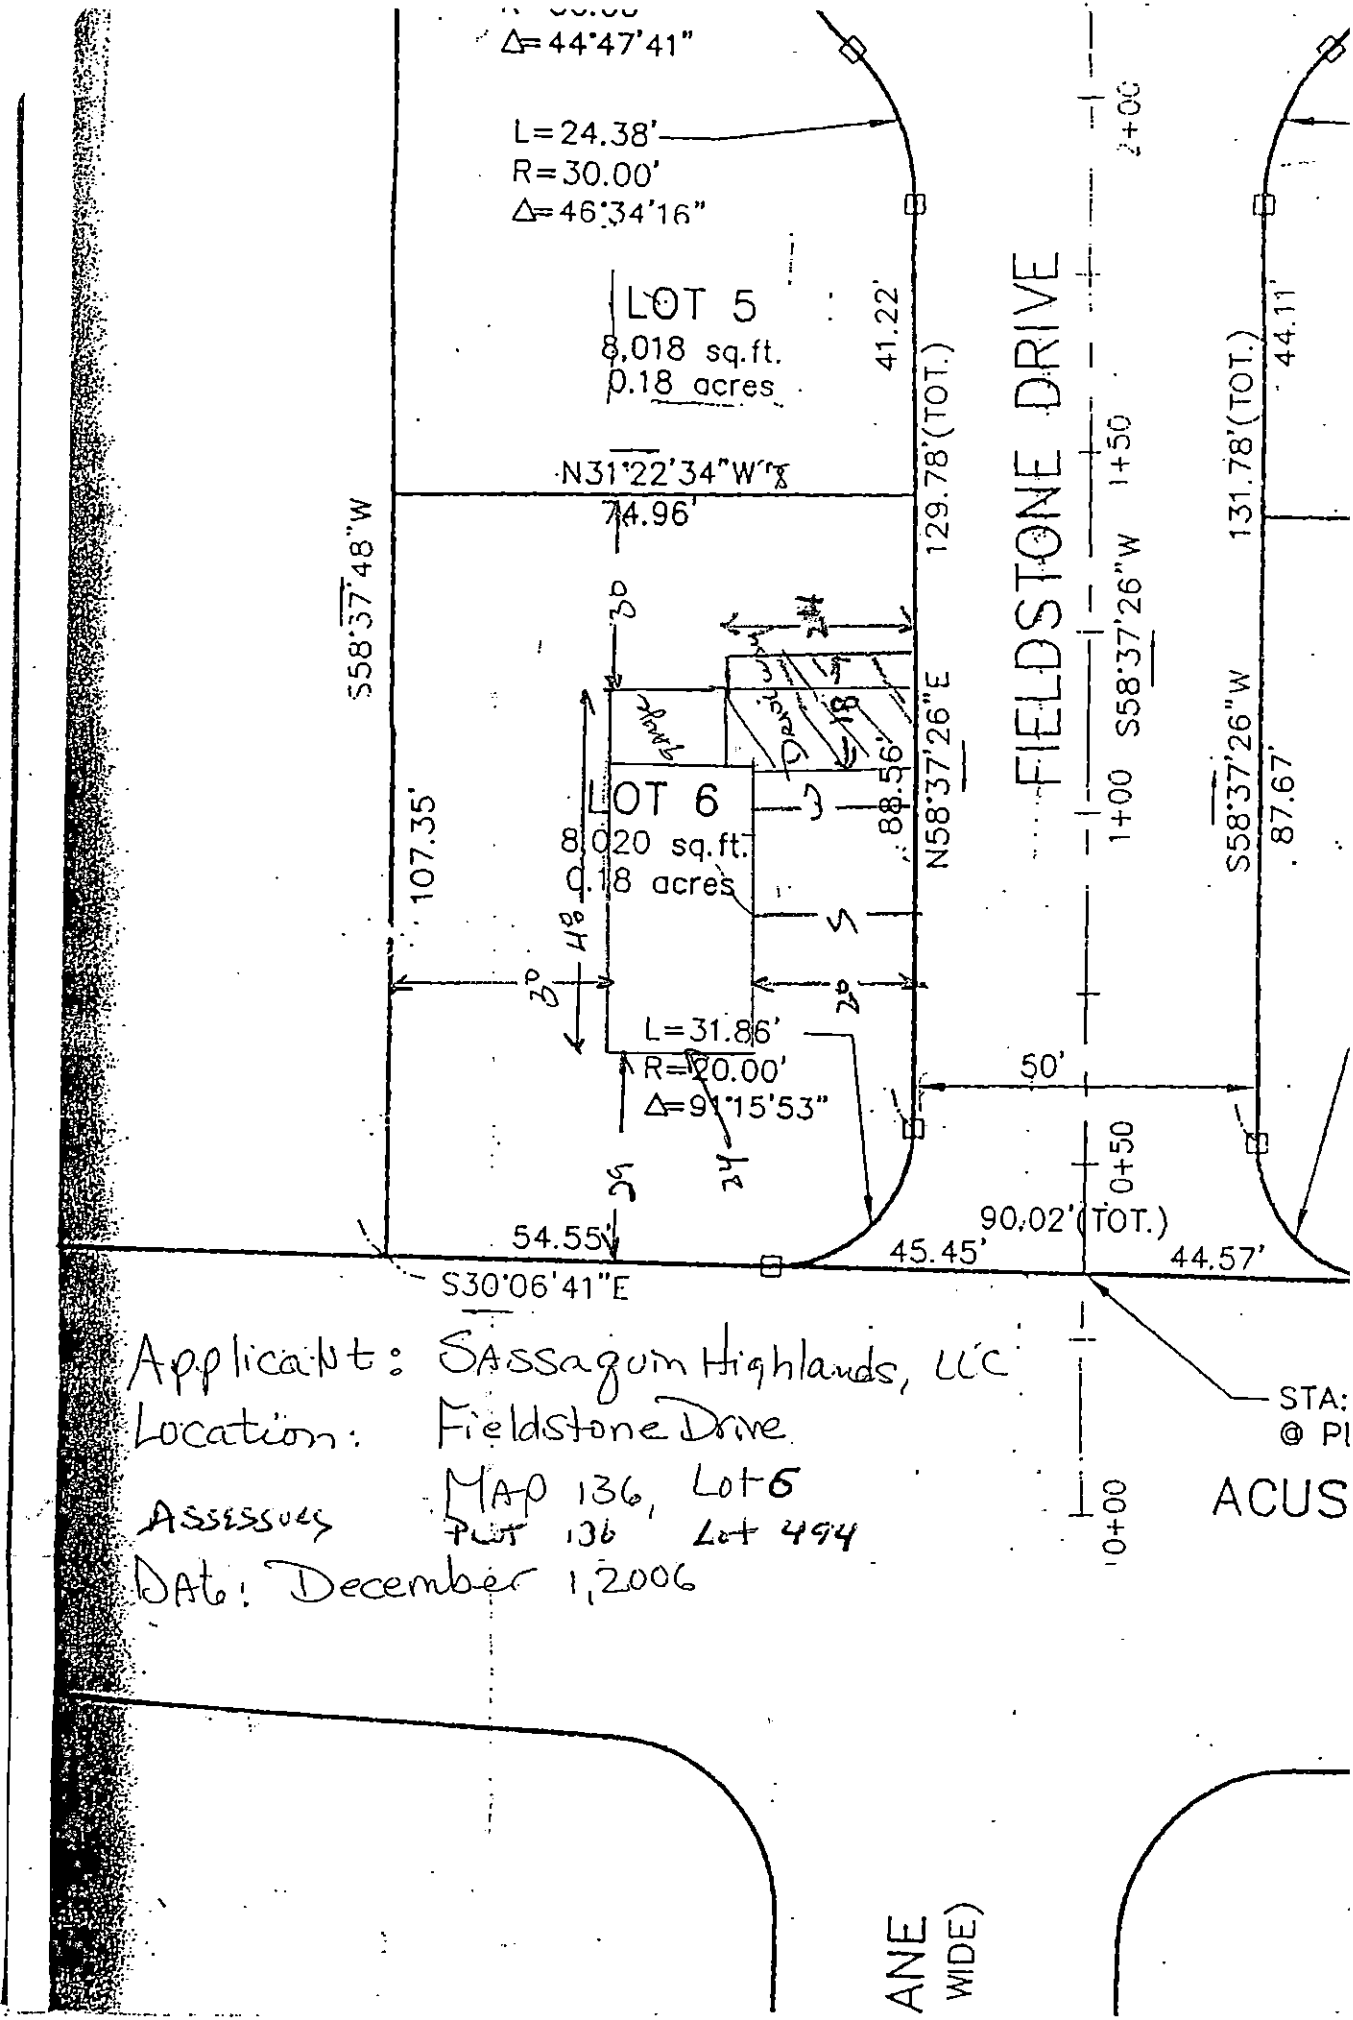 Δ=44°47'41"
L=24.38'
R=30.00'
Δ=46°34'16"
2+00
LOT 5
8,018 sq.ft.
0.18 acres
41.22'
129.78'(TOT.)
FIELDSTONE DRIVE
131.78'(TOT.)
44.11'
1+50
N31°22'34"W
74.96'
S58°37'48"W
30
18
garage
N58°37'26"E
88.56'
S58°37'26"W
1+00
S58°37'26"W
87.67'
107.35'
LOT 6
8,020 sq.ft.
0.18 acres
48
30
L=31.86'
R=20.00'
Δ=91°15'53"
50'
0+50
29
24
54.55'
90.02'(TOT.)
45.45'
44.57'
S30°06'41"E
Applicant: Sassaquin Highlands, LLC
Location: Fieldstone Drive
STA:
@ PI
MAP 136, Lot 6
Assessors Plot 136 Lot 494
0+00
ACUS
Date: December 1, 2006
ANE
WIDE)